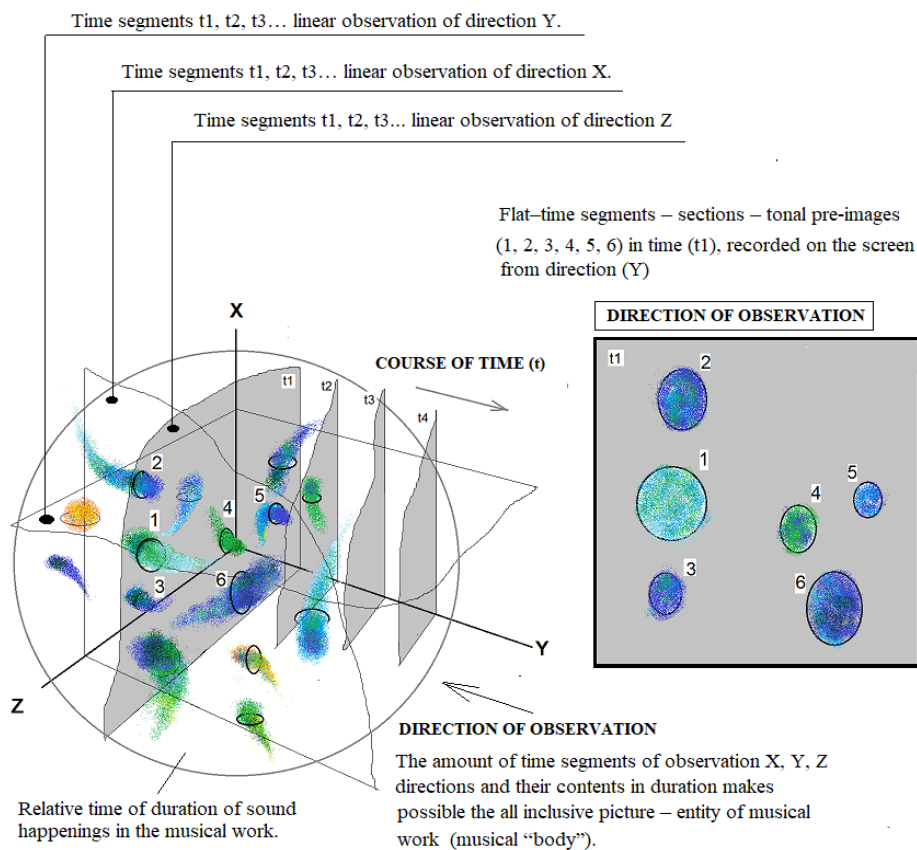 Time segments t1, t2, t3… linear observation of direction Y.
Time segments t1, t2, t3… linear observation of direction X.
Time segments t1, t2, t3... linear observation of direction Z
Flat–time segments – sections – tonal pre-images
(1, 2, 3, 4, 5, 6) in time (t1), recorded on the screen
from direction (Y)
DIRECTION OF OBSERVATION
X
COURSE OF TIME (t)
t1
t2
t3
t4
2
1
3
4
5
6
Y
Z
t1
2
1
5
4
3
6
DIRECTION OF OBSERVATION
The amount of time segments of observation X, Y, Z
directions and their contents in duration makes
possible the all inclusive picture – entity of musical
work (musical “body”).
Relative time of duration of sound
happenings in the musical work.